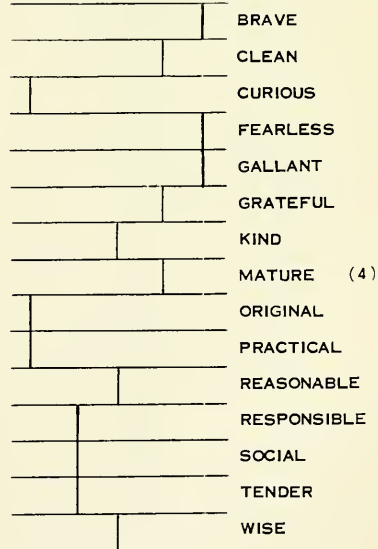 BRAVE
CLEAN
CURIOUS
FEARLESS
GALLANT
GRATEFUL
KIND
MATURE (4)
ORIGINAL
PRACTICAL
REASONABLE
RESPONSIBLE
SOCIAL
TENDER
WISE